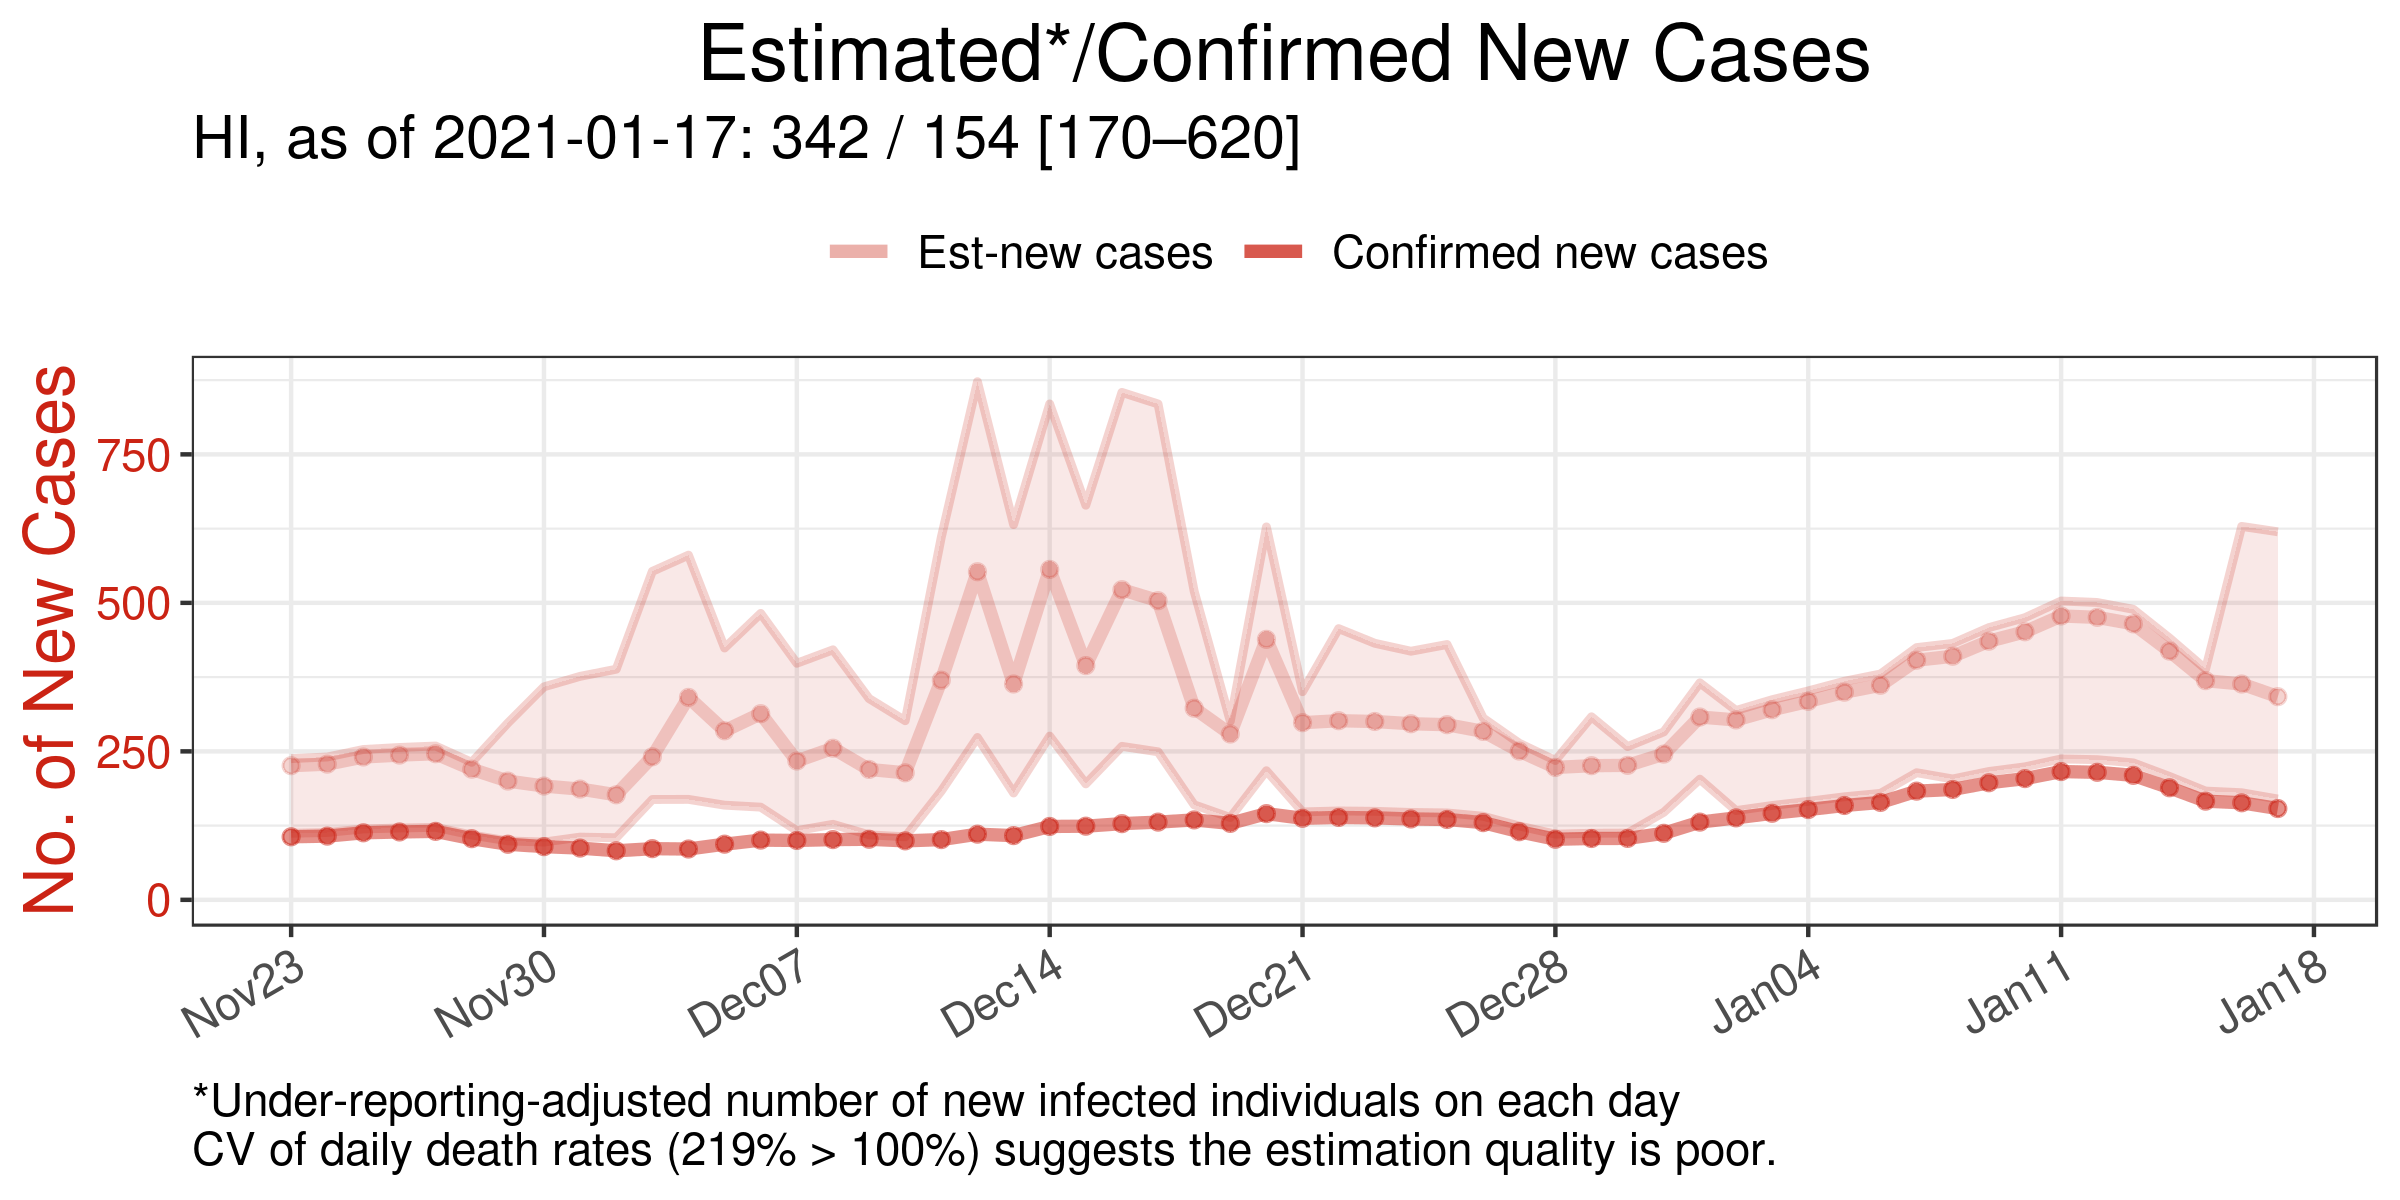 Estimated*/Confirmed New Cases
HI, as of 2021-01-17: 342 / 154 [170–620]
Est-new cases
Confirmed new cases
No. of New Cases
750
500
250
0
Nov23
Nov30
Dec07
Dec14
Dec21
Dec28
Jan04
Jan11
Jan18
*Under-reporting-adjusted number of new infected individuals on each day
CV of daily death rates (219% > 100%) suggests the estimation quality is poor.